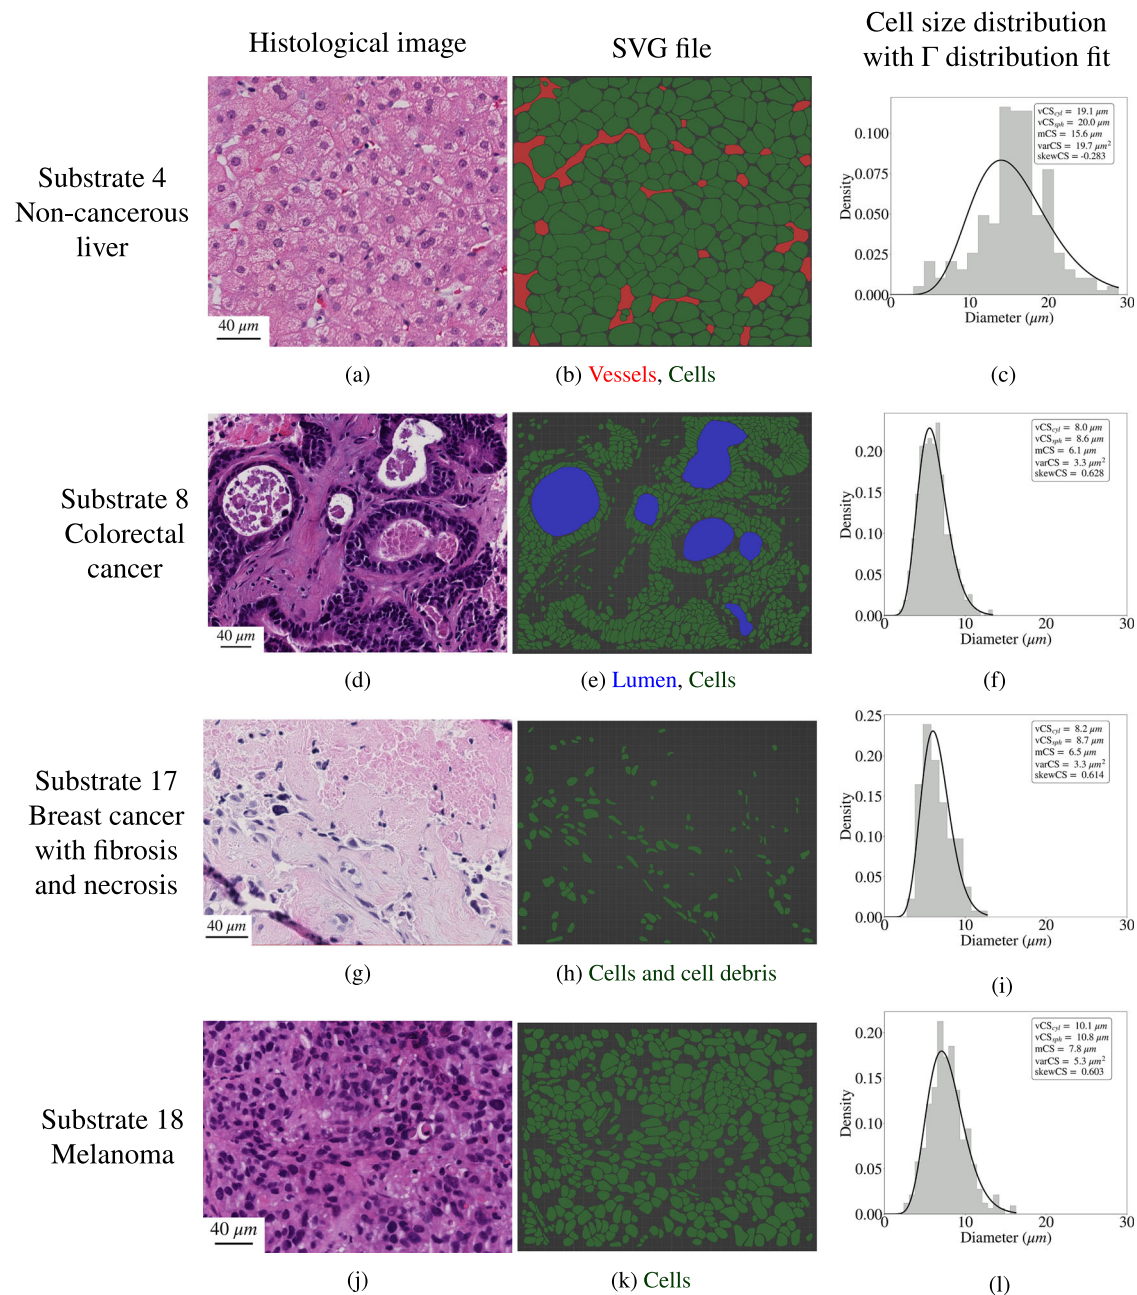 Histological image
SVG file
Cell size distribution
with Γ distribution fit
Substrate 4
Non-cancerous
liver
40 μm
(a)
(b) Vessels, Cells
vCScyl = 19.1 μm
vCSsph = 20.0 μm
mCS = 15.6 μm
varCS = 19.7 μm²
skewCS = -0.283
Density
0.100
0.075
0.050
0.025
0.000
10
20
30
Diameter (μm)
(c)
Substrate 8
Colorectal
cancer
40 μm
(d)
(e) Lumen, Cells
vCScyl = 8.0 μm
vCSsph = 8.6 μm
mCS = 6.1 μm
varCS = 3.3 μm²
skewCS = 0.628
Density
0.20
0.15
0.10
0.05
0.00
0
10
20
30
Diameter (μm)
(f)
Substrate 17
Breast cancer
with fibrosis
and necrosis
40 μm
(g)
(h) Cells and cell debris
vCScyl = 8.2 μm
vCSsph = 8.7 μm
mCS = 6.5 μm
varCS = 3.3 μm²
skewCS = 0.614
Density
0.25
0.20
0.15
0.10
0.05
0.00
0
10
20
30
Diameter (μm)
(i)
Substrate 18
Melanoma
40 μm
(j)
(k) Cells
vCScyl = 10.1 μm
vCSsph = 10.8 μm
mCS = 7.8 μm
varCS = 5.3 μm²
skewCS = 0.603
Density
0.20
0.15
0.10
0.05
0.00
0
10
20
30
Diameter (μm)
(l)